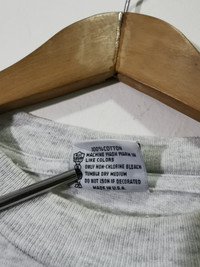 100% COTTON
MACHINE WASH WARM IN
LIKE COLORS
ONLY NON-CHLORINE BLEACH
TUMBLE DRY MEDIUM
DO NOT IRON IF DECORATED
MADE IN U.S.A.